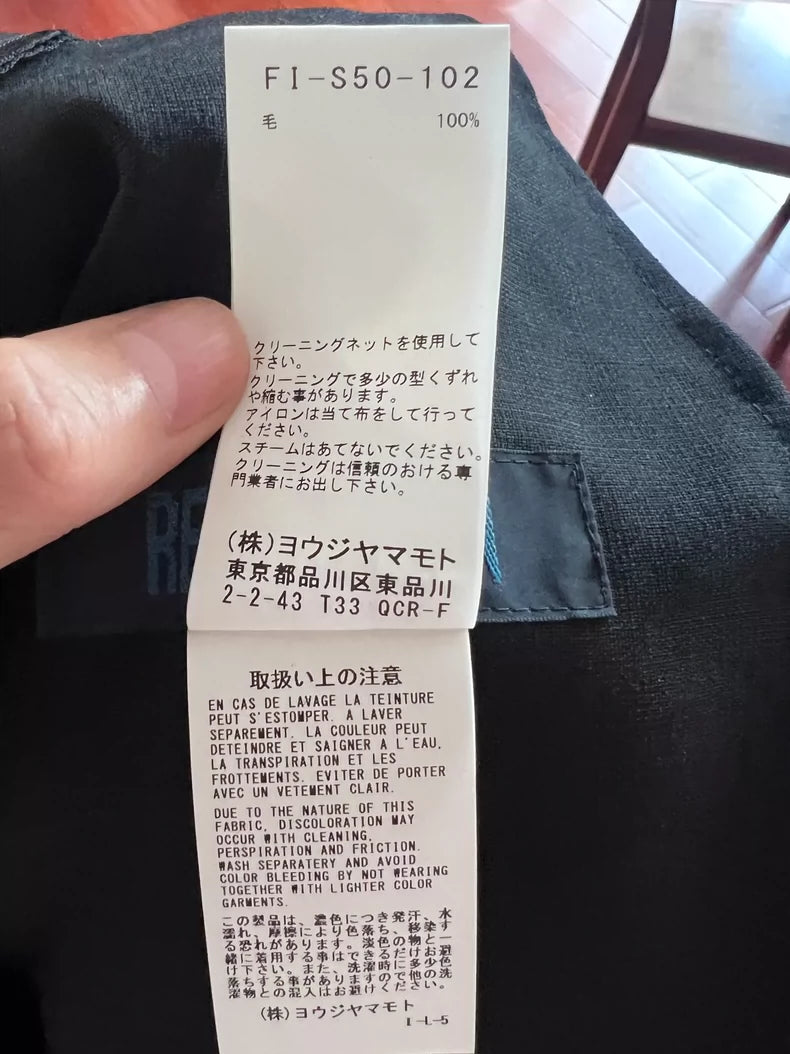 FI-S50-102
毛 100%
クリーニングネットを使用して
下さい。
クリーニングで多少の型くずれ
や縮む事があります。
アイロンは当て布をして行って
ください。
スチームはあてないでください。
クリーニングは信頼のおける専
門業者にお出し下さい。
(株)ヨウジヤマモト
東京都品川区東品川
2-2-43 T33 QCR-F
取扱い上の注意
EN CAS DE LAVAGE LA TEINTURE
PEUT S'ESTOMPER. A LAVER
SEPAREMENT. LA COULEUR PEUT
DETEINDRE ET SAIGNER A L'EAU,
LA TRANSPIRATION ET LES
FROTTEMENTS. EVITER DE PORTER
AVEC UN VETEMENT CLAIR.
DUE TO THE NATURE OF THIS
FABRIC, DISCOLORATION MAY
OCCUR WITH CLEANING,
PERSPIRATION AND FRICTION.
WASH SEPARATERY AND AVOID
COLOR BLEEDING BY NOT WEARING
TOGETHER WITH LIGHTER COLOR
GARMENTS.
この製品は、濃色につき発汗、水
濡れ、摩擦により色落ち、移染す
る恐れがあります。淡色の物と一
緒に着用する事はできるだけお避
け下さい。また、洗濯時に多少色
落ちする事がありますので他の洗
濯物との混入はお避けください。
(株)ヨウジヤマモト
I-L-5